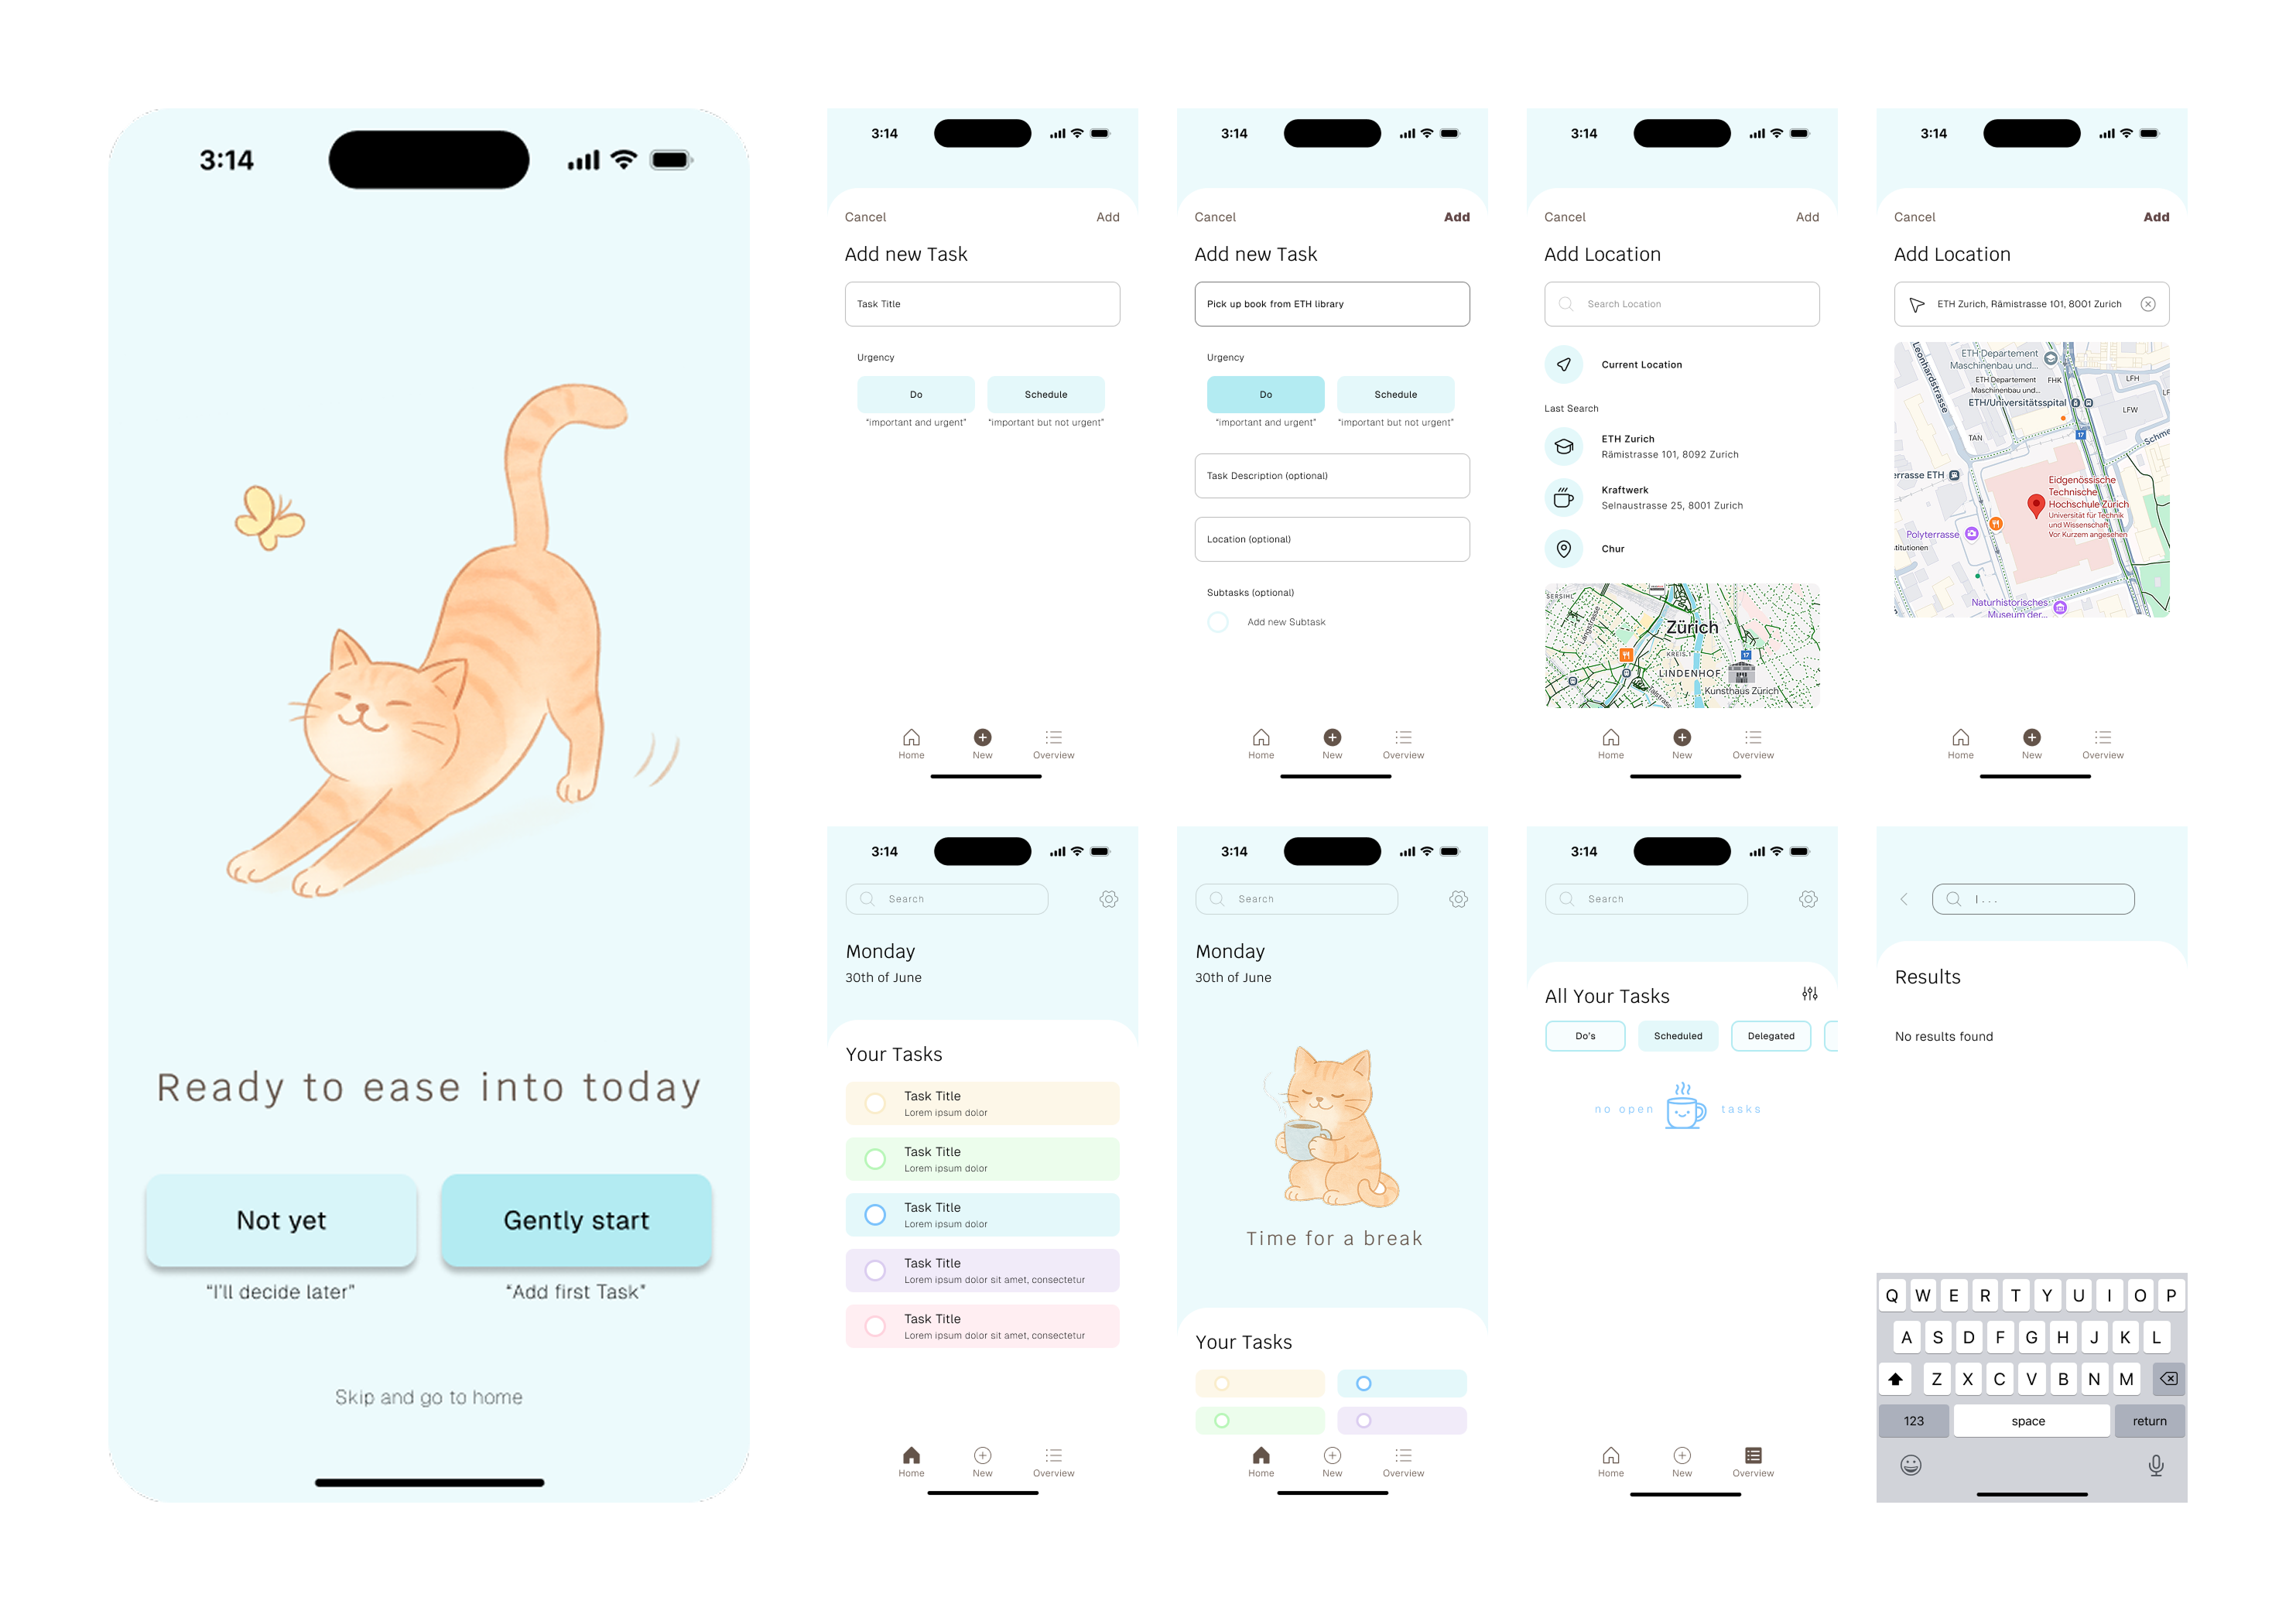 3:14
Ready to ease into today
Not yet
Gently start
"I'll decide later"
"Add first Task"
Skip and go to home
3:14
Cancel
Add
Add new Task
Task Title
Urgency
Do
Schedule
"important and urgent"
"important but not urgent"
Home
New
Overview
3:14
Cancel
Add
Add new Task
Pick up book from ETH library
Urgency
Do
Schedule
"important and urgent"
"important but not urgent"
Task Description (optional)
Location (optional)
Subtasks (optional)
Add new Subtask
Home
New
Overview
3:14
Cancel
Add
Add Location
Search Location
Current Location
Last Search
ETH Zurich
Rämistrasse 101, 8092 Zurich
Kraftwerk
Selnaustrasse 25, 8001 Zurich
Chur
SERSIHL
Langstrasse
Zürich
KREIS 1
17
LINDENHOF
Kunsthaus Zürich
Home
New
Overview
3:14
Cancel
Add
Add Location
ETH Zurich, Rämistrasse 101, 8001 Zurich
Leonhardstrasse
ETH Departement
Maschinenbau und...
ETH Departement
Maschinenbau und...
FHK
LFH
LF
ETH/Universitätsspital
LFW
TAN
17
Schme
errasse ETH
Eidgenössische
Technische
Hochschule Zürich
Universität für Technik
und Wissenschaft
Vor Kurzem angesehen
Polyterrasse
titutionen
Naturhistorisches
Museum der...
Home
New
Overview
3:14
Search
Monday
30th of June
Your Tasks
Task Title
Lorem ipsum dolor
Task Title
Lorem ipsum dolor
Task Title
Lorem ipsum dolor
Task Title
Lorem ipsum dolor sit amet, consectetur
Task Title
Lorem ipsum dolor sit amet, consectetur
Home
New
Overview
3:14
Search
Monday
30th of June
Time for a break
Your Tasks
Home
New
Overview
3:14
Search
All Your Tasks
Do's
Scheduled
Delegated
no open tasks
Home
New
Overview
| . . .
Results
No results found
Q W E R T Y U I O P
A S D F G H J K L
Z X C V B N M
123
space
return